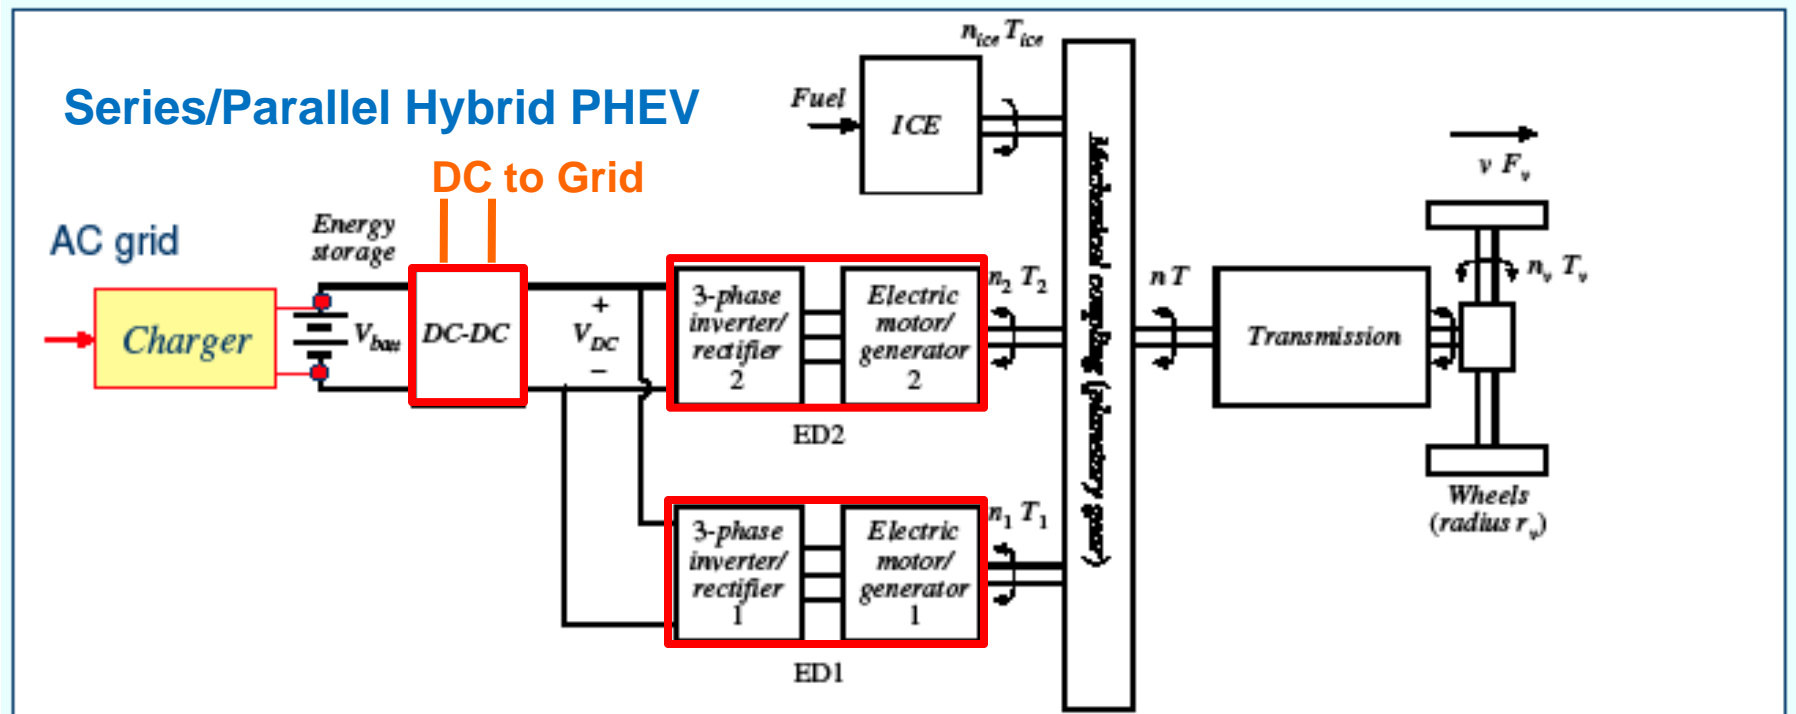 Series/Parallel Hybrid PHEV
DC to Grid
AC grid
Charger
Energy
storage
V_batt
DC-DC
+
V_DC
−
3-phase
inverter/
rectifier
2
Electric
motor/
generator
2
ED2
3-phase
inverter/
rectifier
1
Electric
motor/
generator
1
ED1
Fuel
ICE
n_ice T_ice
n_2 T_2
n_1 T_1
Mechanical coupling (planetary gear)
n T
Transmission
v F_v
n_v T_v
Wheels
(radius r_v)